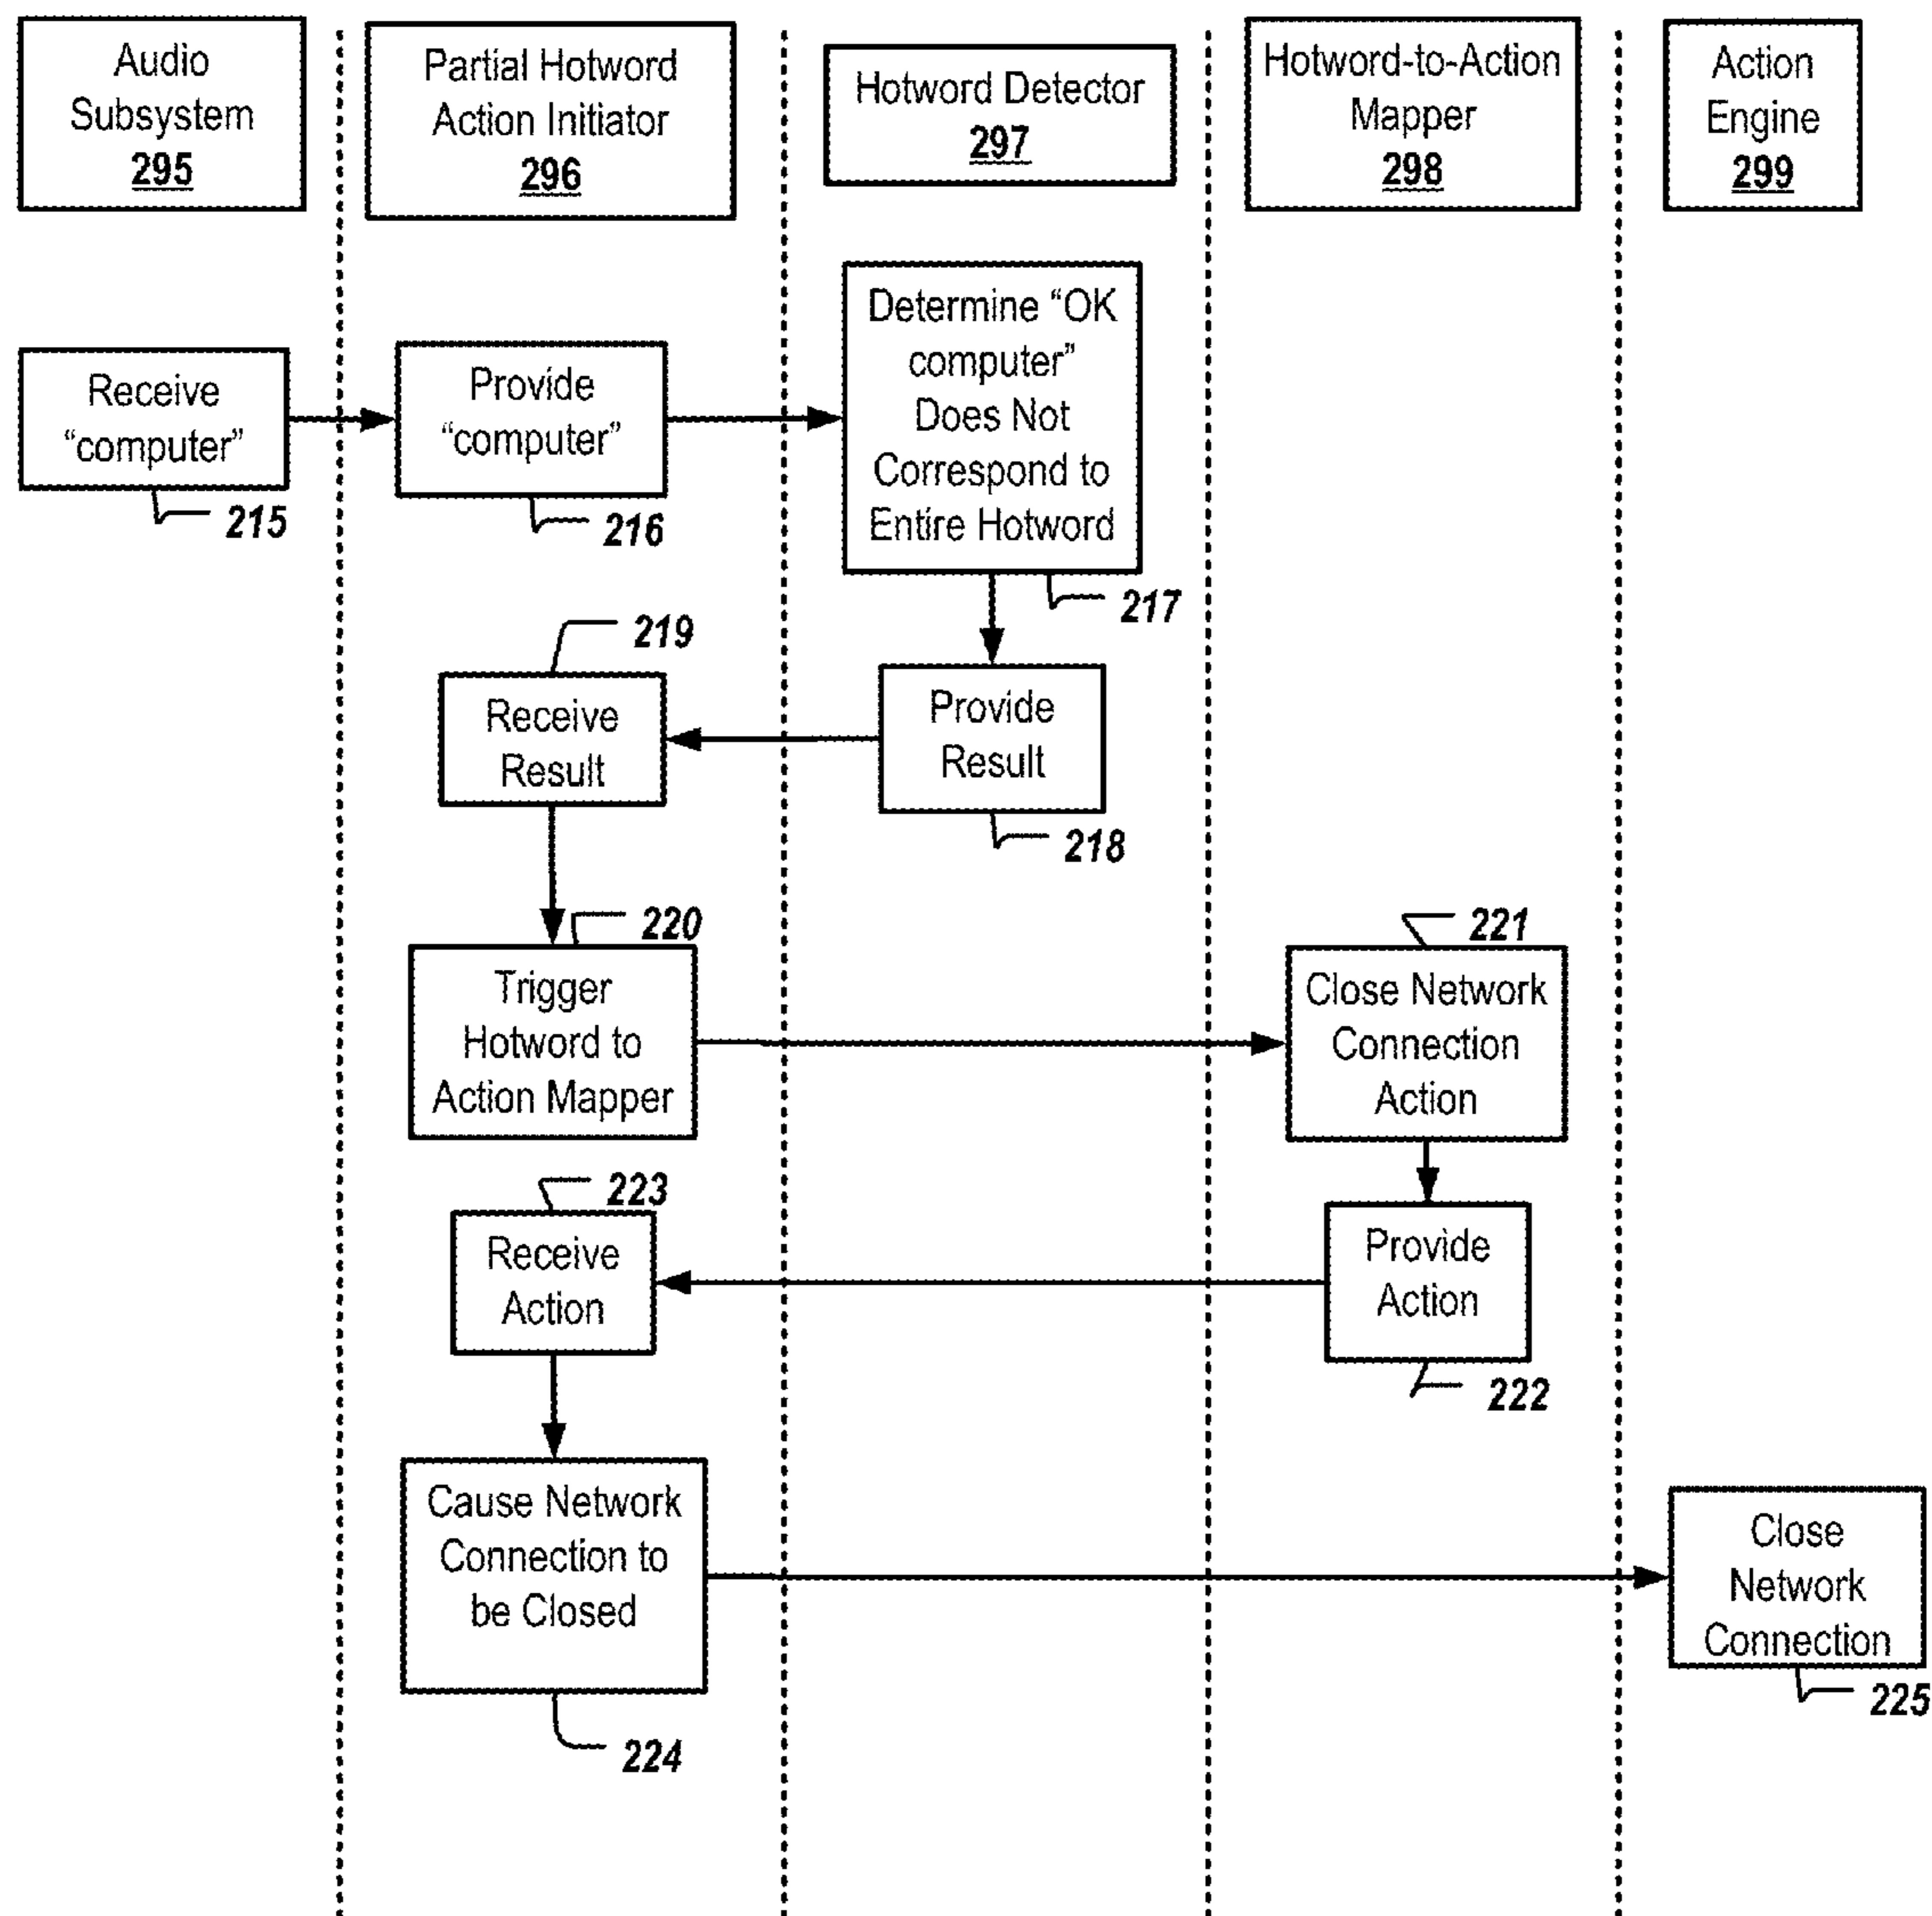 Audio
Subsystem
295
Partial Hotword
Action Initiator
296
Hotword Detector
297
Hotword-to-Action
Mapper
298
Action
Engine
299
Receive
“computer”
215
Provide
“computer”
216
Determine “OK
computer”
Does Not
Correspond to
Entire Hotword
217
Provide
Result
218
219
Receive
Result
220
Trigger
Hotword to
Action Mapper
221
Close Network
Connection
Action
Provide
Action
222
223
Receive
Action
Cause Network
Connection to
be Closed
224
Close
Network
Connection
225